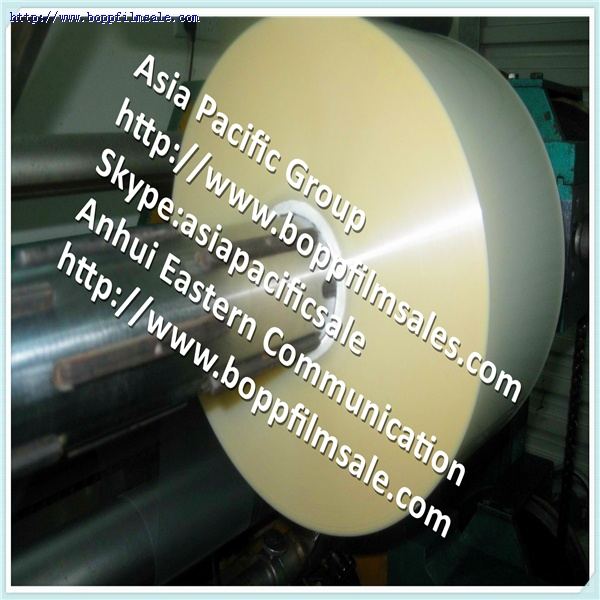 http://www.boppfilmsale.com
Asia Pacific Group
http://www.boppfilmsales.com
Skype:asiapacificsale
Anhui Eastern Communication
http://www.boppfilmsale.com